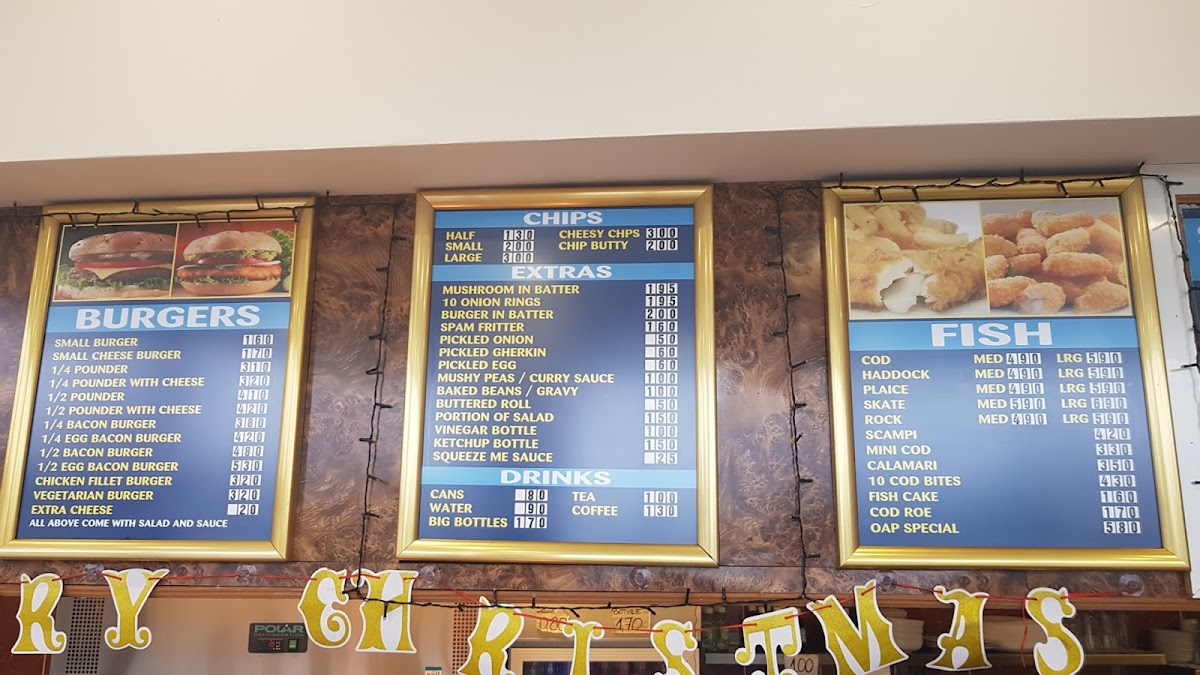 BURGERS
SMALL BURGER 160
SMALL CHEESE BURGER 170
1/4 POUNDER 310
1/4 POUNDER WITH CHEESE 320
1/2 POUNDER 410
1/2 POUNDER WITH CHEESE 420
1/4 BACON BURGER 380
1/4 EGG BACON BURGER 420
1/2 BACON BURGER 480
1/2 EGG BACON BURGER 530
CHICKEN FILLET BURGER 320
VEGETARIAN BURGER 320
EXTRA CHEESE 20
ALL ABOVE COME WITH SALAD AND SAUCE
CHIPS
HALF 130 CHEESY CHPS 300
SMALL 200 CHIP BUTTY 200
LARGE 300
EXTRAS
MUSHROOM IN BATTER 195
10 ONION RINGS 195
BURGER IN BATTER 200
SPAM FRITTER 160
PICKLED ONION 50
PICKLED GHERKIN 60
PICKLED EGG 60
MUSHY PEAS / CURRY SAUCE 100
BAKED BEANS / GRAVY 100
BUTTERED ROLL 50
PORTION OF SALAD 150
VINEGAR BOTTLE 100
KETCHUP BOTTLE 150
SQUEEZE ME SAUCE 25
DRINKS
CANS 80 TEA 100
WATER 90 COFFEE 130
BIG BOTTLES 170
FISH
COD MED 490 LRG 590
HADDOCK MED 490 LRG 590
PLAICE MED 490 LRG 590
SKATE MED 590 LRG 690
ROCK MED 490 LRG 590
SCAMPI 420
MINI COD 330
CALAMARI 350
10 COD BITES 430
FISH CAKE 160
COD ROE 170
OAP SPECIAL 580
RY CHRISTMAS
POLAR
REFRIGERATION
BOTTLE
170